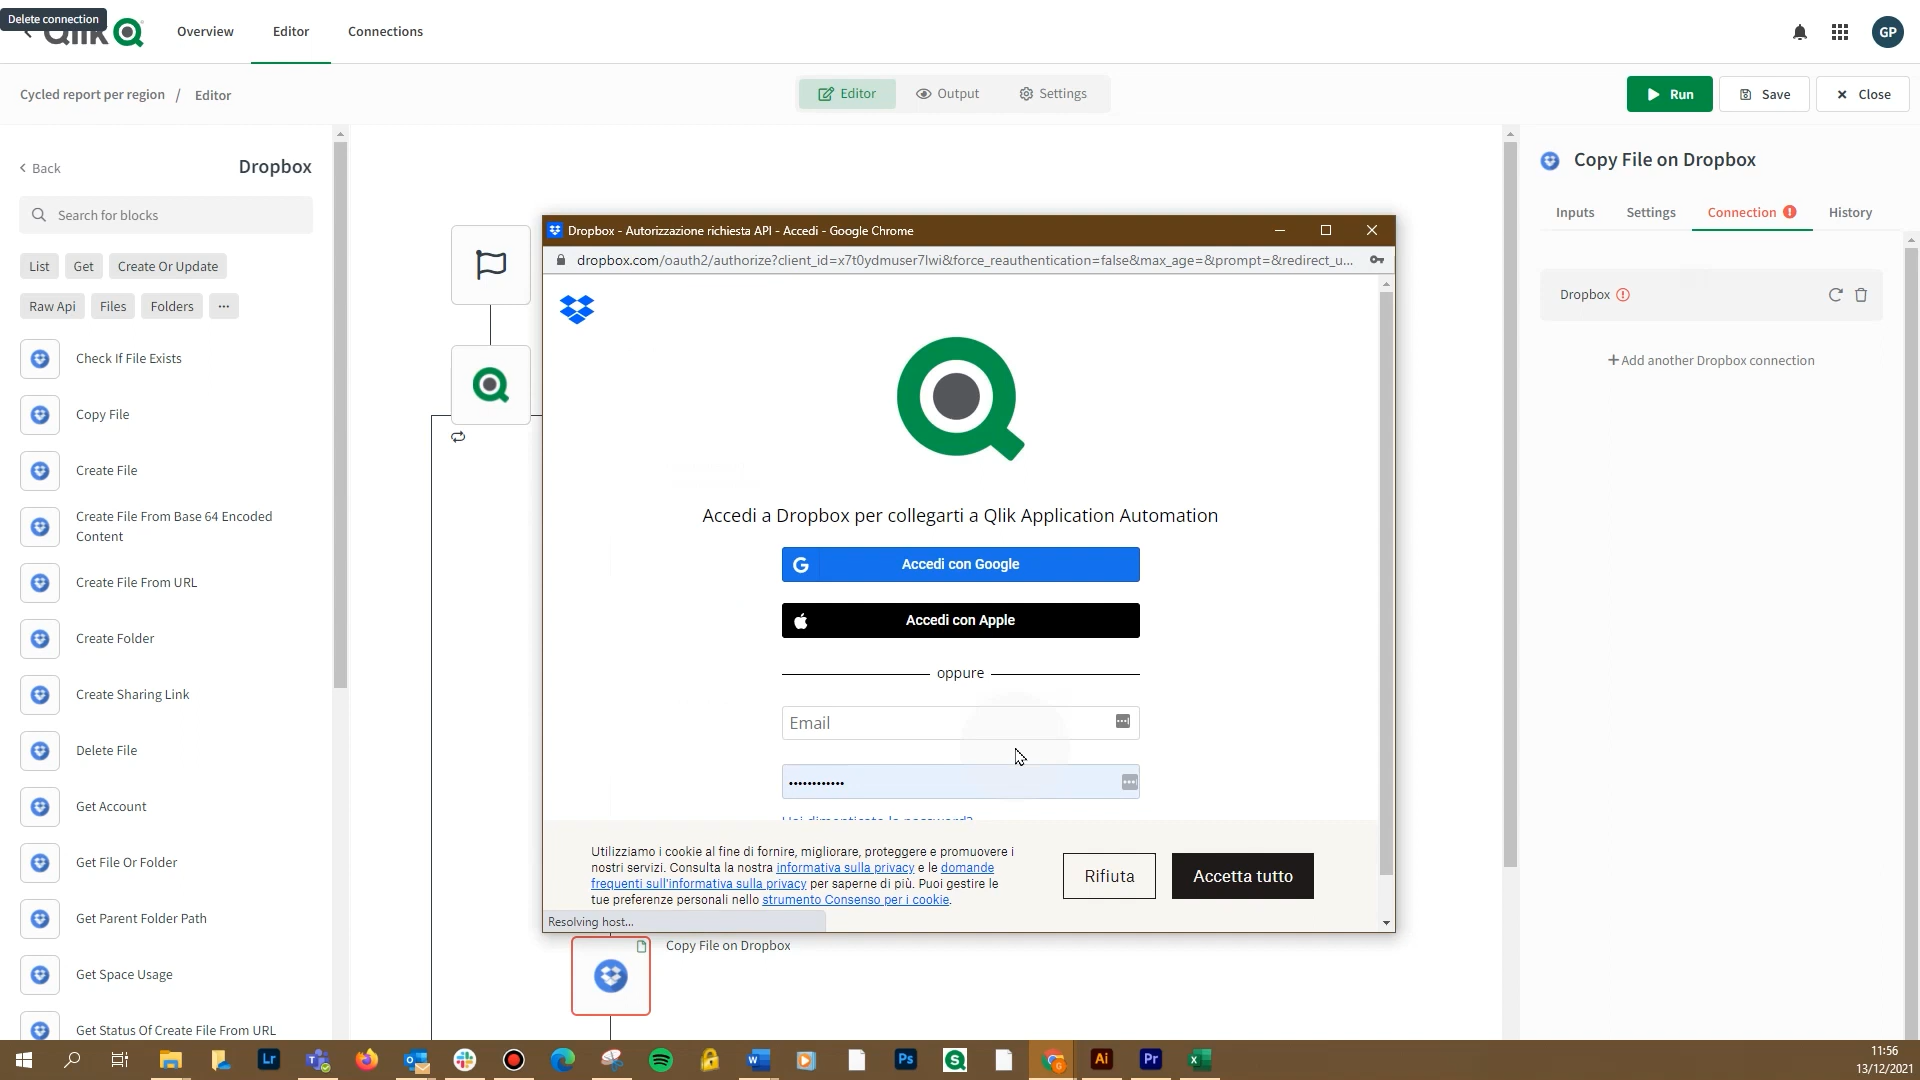 Delete connection
Qlik
Overview
Editor
Connections
GP
Cycled report per region / Editor
Editor
Output
Settings
Run
Save
Close
Back
Dropbox
Search for blocks
List
Get
Create Or Update
Raw Api
Files
Folders
...
Check If File Exists
Copy File
Create File
Create File From Base 64 Encoded
Content
Create File From URL
Create Folder
Create Sharing Link
Delete File
Get Account
Get File Or Folder
Get Parent Folder Path
Get Space Usage
Get Status Of Create File From URL
Dropbox - Autorizzazione richiesta API - Accedi - Google Chrome
dropbox.com/oauth2/authorize?client_id=x7t0ydmuser7lwi&force_reauthentication=false&max_age=&prompt=&redirect_u...
Accedi a Dropbox per collegarti a Qlik Application Automation
Accedi con Google
Accedi con Apple
oppure
Email
••••••••••••
Hai dimenticato la password?
Utilizziamo i cookie al fine di fornire, migliorare, proteggere e promuovere i
nostri servizi. Consulta la nostra informativa sulla privacy e le domande
frequenti sull'informativa sulla privacy per saperne di più. Puoi gestire le
tue preferenze personali nello strumento Consenso per i cookie.
Rifiuta
Accetta tutto
Resolving host...
Copy File on Dropbox
Copy File on Dropbox
Inputs
Settings
Connection
History
Dropbox
+ Add another Dropbox connection
Lr
Ps
Ai
Pr
11:56
13/12/2021